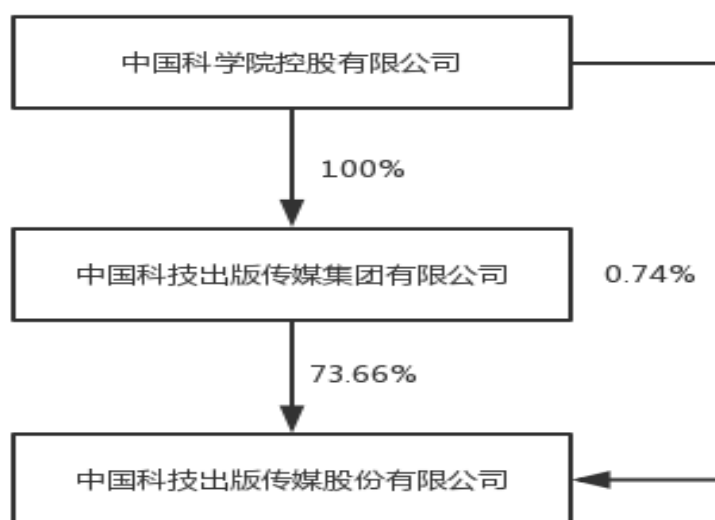 中国科学院控股有限公司
100%
中国科技出版传媒集团有限公司
0.74%
73.66%
中国科技出版传媒股份有限公司